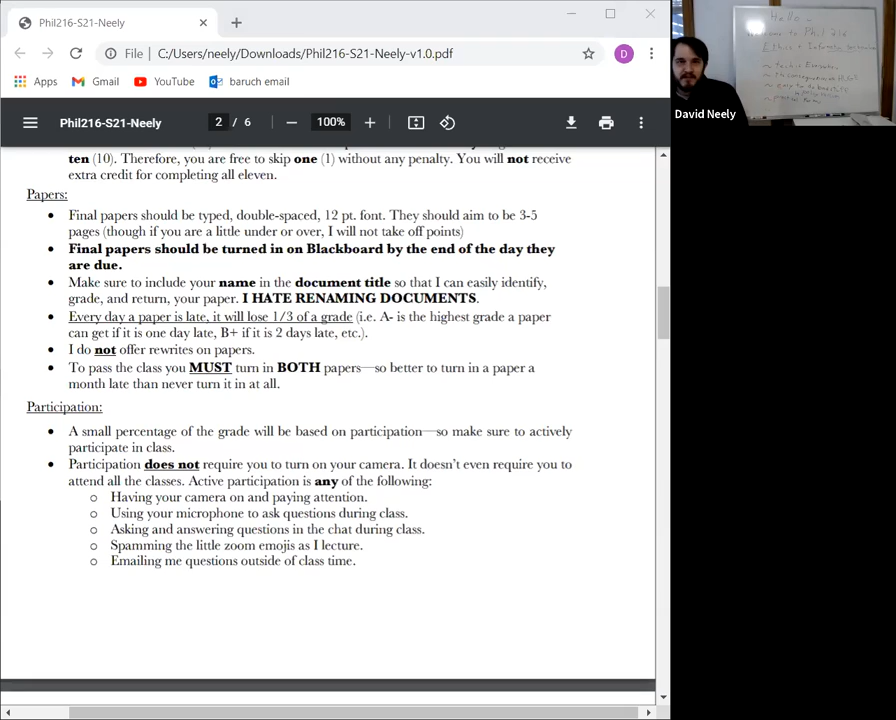 Phil216-S21-Neely
File
C:/Users/neely/Downloads/Phil216-S21-Neely-v1.0.pdf
D
Apps
Gmail
YouTube
baruch email
Phil216-S21-Neely
2 / 6
100%
ten (10). Therefore, you are free to skip one (1) without any penalty. You will not receive
extra credit for completing all eleven.
Papers:
• Final papers should be typed, double-spaced, 12 pt. font. They should aim to be 3-5
pages (though if you are a little under or over, I will not take off points)
• Final papers should be turned in on Blackboard by the end of the day they
are due.
• Make sure to include your name in the document title so that I can easily identify,
grade, and return, your paper. I HATE RENAMING DOCUMENTS.
• Every day a paper is late, it will lose 1/3 of a grade (i.e. A- is the highest grade a paper
can get if it is one day late, B+ if it is 2 days late, etc.).
• I do not offer rewrites on papers.
• To pass the class you MUST turn in BOTH papers—so better to turn in a paper a
month late than never turn it in at all.
Participation:
• A small percentage of the grade will be based on participation—so make sure to actively
participate in class.
• Participation does not require you to turn on your camera. It doesn't even require you to
attend all the classes. Active participation is any of the following:
o Having your camera on and paying attention.
o Using your microphone to ask questions during class.
o Asking and answering questions in the chat during class.
o Spamming the little zoom emojis as I lecture.
o Emailing me questions outside of class time.
David Neely
Hello
Welcome to Phil 216
Ethics + Information